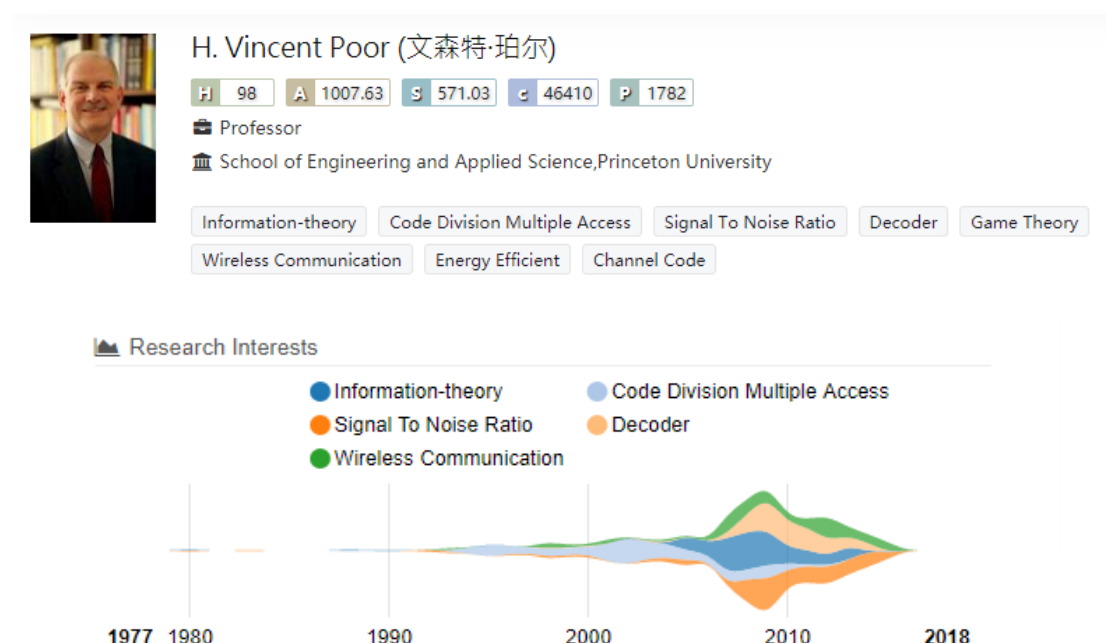 H. Vincent Poor (文森特·珀尔)
H 98 A 1007.63 S 571.03 c 46410 P 1782
Professor
School of Engineering and Applied Science,Princeton University
Information-theory Code Division Multiple Access Signal To Noise Ratio Decoder Game Theory
Wireless Communication Energy Efficient Channel Code
Research Interests
Information-theory Code Division Multiple Access
Signal To Noise Ratio Decoder
Wireless Communication
1977 1980 1990 2000 2010 2018